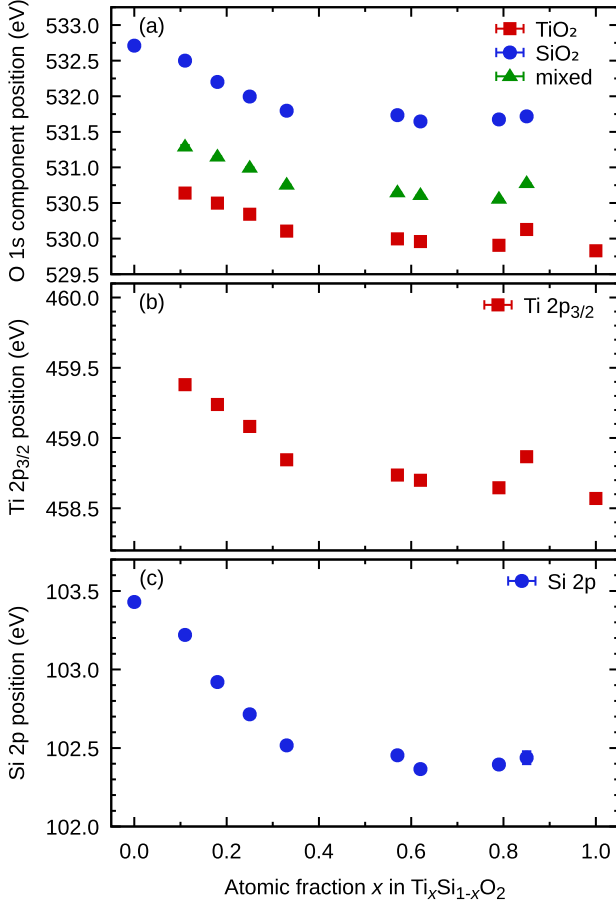 (a)
TiO₂
SiO₂
mixed
O 1s component position (eV)
533.0
532.5
532.0
531.5
531.0
530.5
530.0
529.5
(b)
Ti 2p3/2
Ti 2p3/2 position (eV)
460.0
459.5
459.0
458.5
(c)
Si 2p
Si 2p position (eV)
103.5
103.0
102.5
102.0
0.0 0.2 0.4 0.6 0.8 1.0
Atomic fraction x in TixSi1-xO2